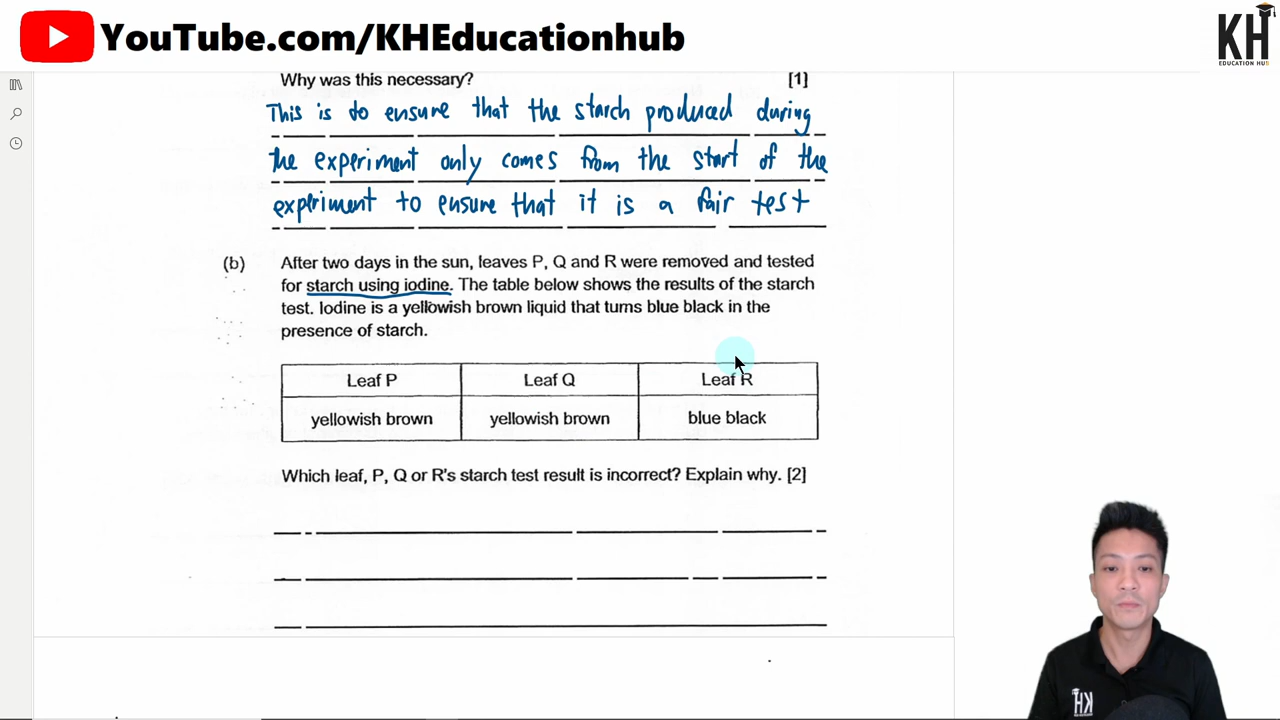 YouTube.com/KHEducationhub
KH
EDUCATION HUB
Why was this necessary? [1]
This is to ensure that the starch produced during
the experiment only comes from the start of the
experiment to ensure that it is a fair test
(b) After two days in the sun, leaves P, Q and R were removed and tested
for starch using iodine. The table below shows the results of the starch
test. Iodine is a yellowish brown liquid that turns blue black in the
presence of starch.
Leaf P Leaf Q Leaf R
yellowish brown yellowish brown blue black
Which leaf, P, Q or R's starch test result is incorrect? Explain why. [2]
KH